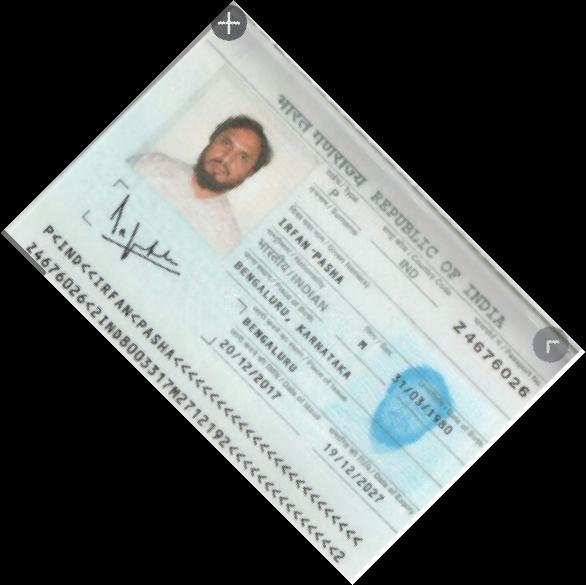 भारत गणराज्य REPUBLIC OF INDIA
P
IND
Z4676026
IRFAN PASHA
भारतीय/INDIAN
M
31/03/1980
BENGALURU, KARNATAKA
BENGALURU
20/12/2017
19/12/2027
P<IND<<IRFAN<PASHA<<<<<<<<<<<<<<<<<<<<<<<<<<
Z4676026<2IND8003317M2712192<<<<<<<<<<<<<<<2